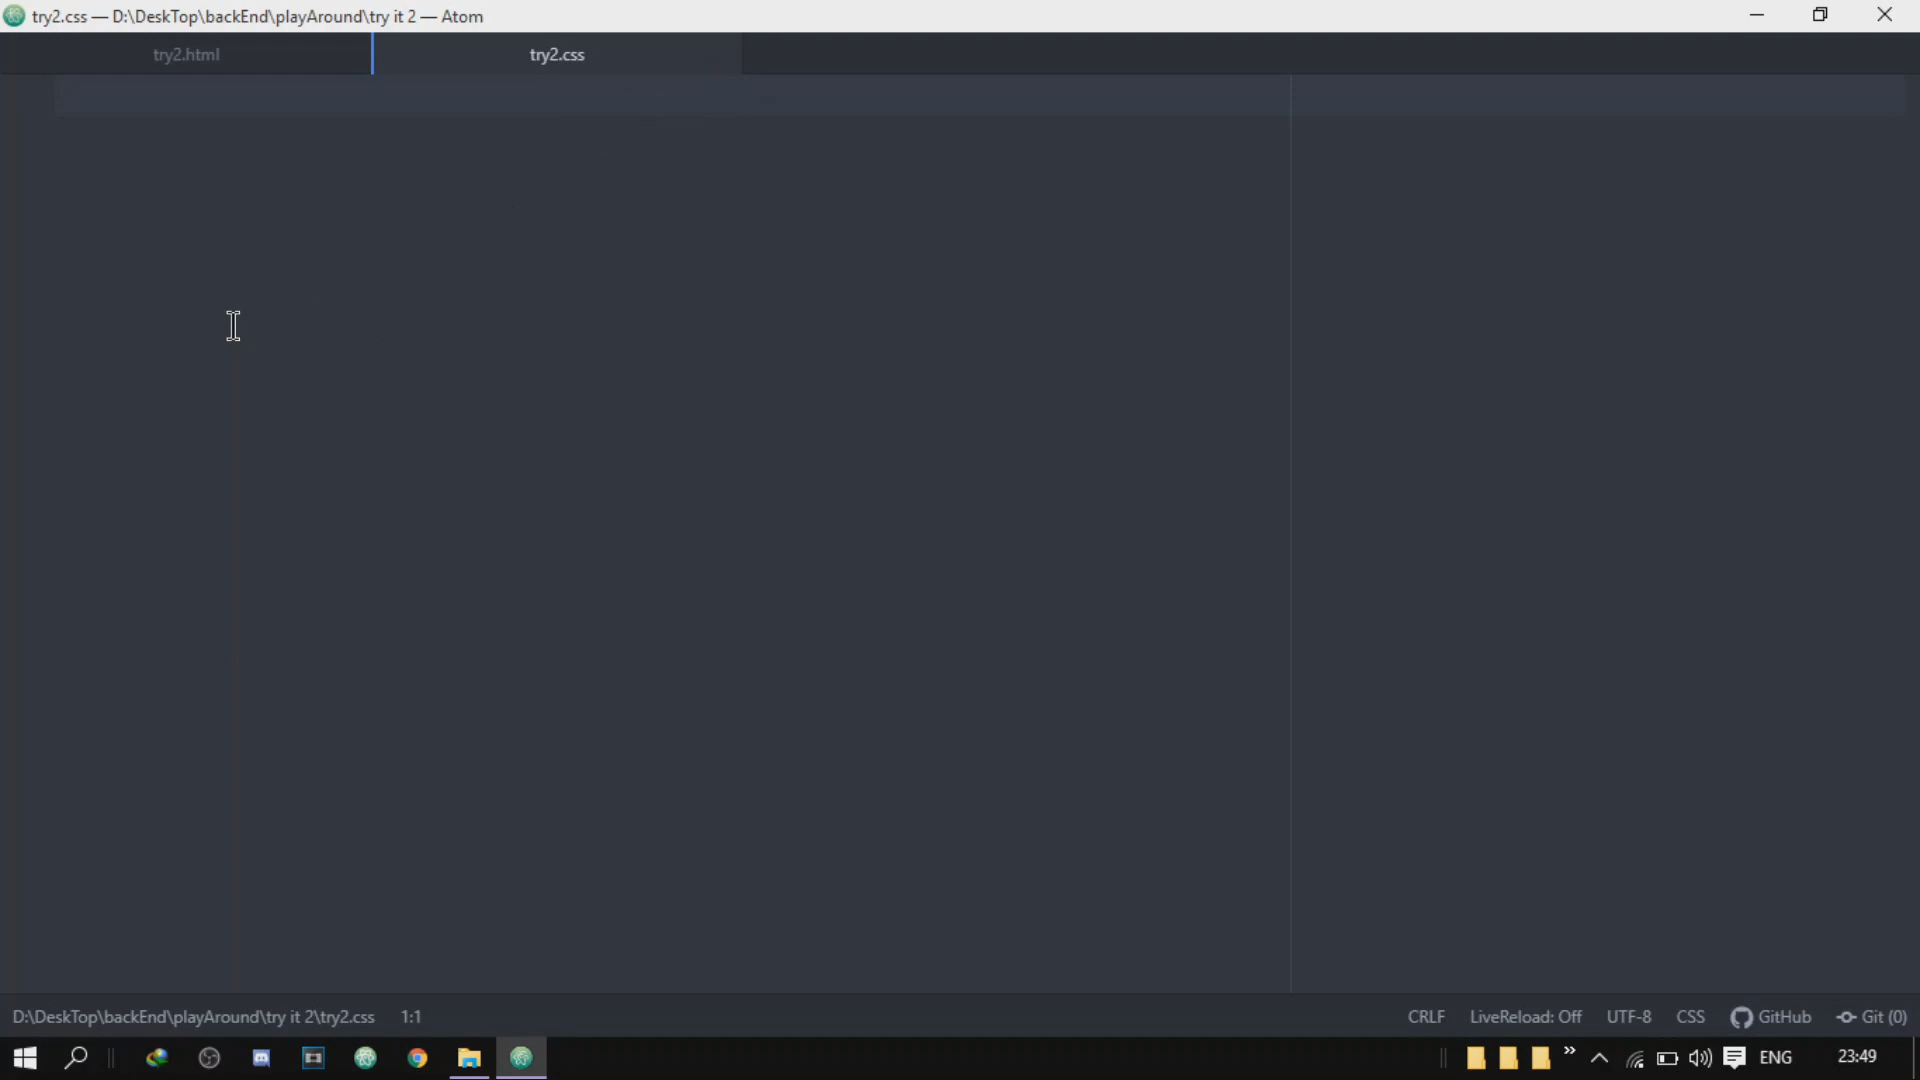 try2.css — D:\DeskTop\backEnd\playAround\try it 2 — Atom
try2.html
try2.css
D:\DeskTop\backEnd\playAround\try it 2\try2.css 1:1
CRLF LiveReload: Off UTF-8 CSS GitHub Git (0)
ENG 23:49